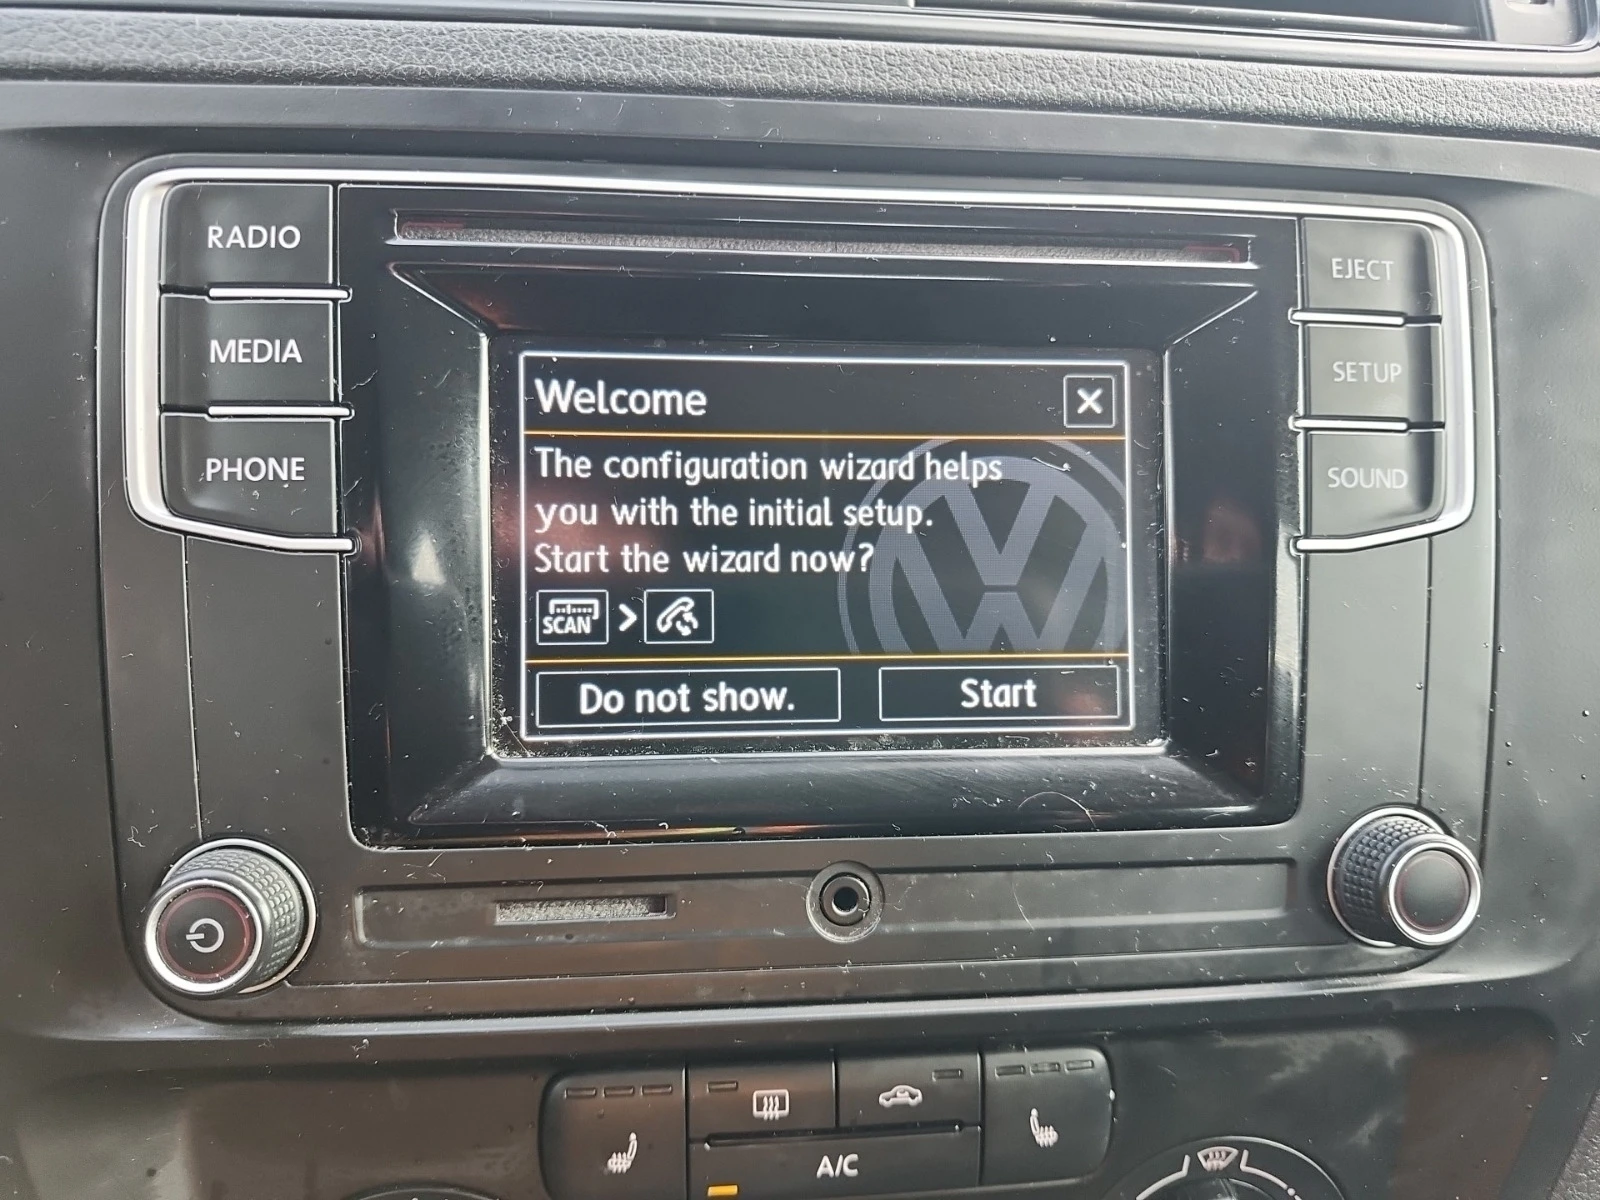 RADIO
MEDIA
PHONE
EJECT
SETUP
SOUND
Welcome
The configuration wizard helps
you with the initial setup.
Start the wizard now?
SCAN
Do not show.
Start
A/C